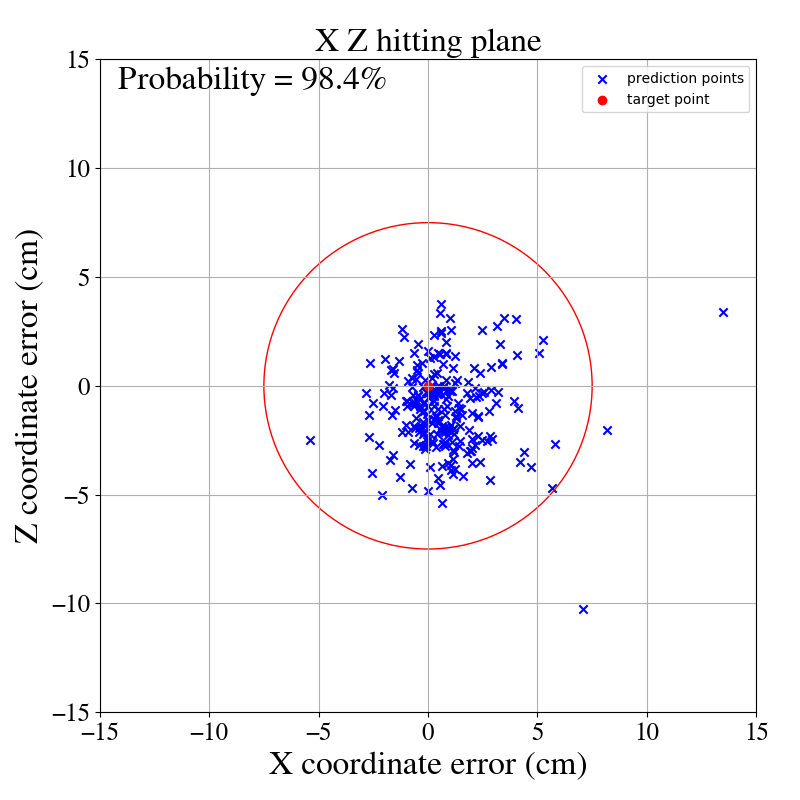 X Z hitting plane
Probability = 98.4%
prediction points
target point
Z coordinate error (cm)
15
10
5
0
−5
−10
−15
−15
−10
−5
0
5
10
15
X coordinate error (cm)